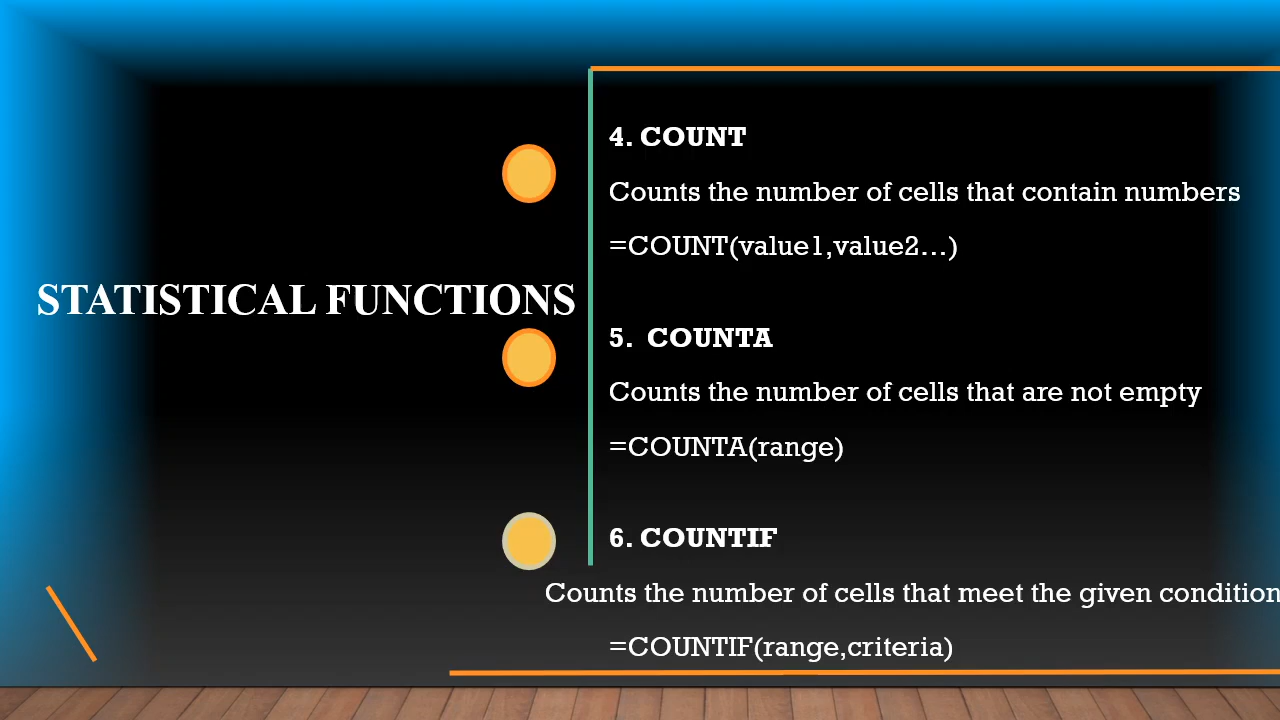 STATISTICAL FUNCTIONS
4. COUNT
Counts the number of cells that contain numbers
=COUNT(value1,value2…)
5.  COUNTA
Counts the number of cells that are not empty
=COUNTA(range)
6. COUNTIF
Counts the number of cells that meet the given condition
=COUNTIF(range,criteria)